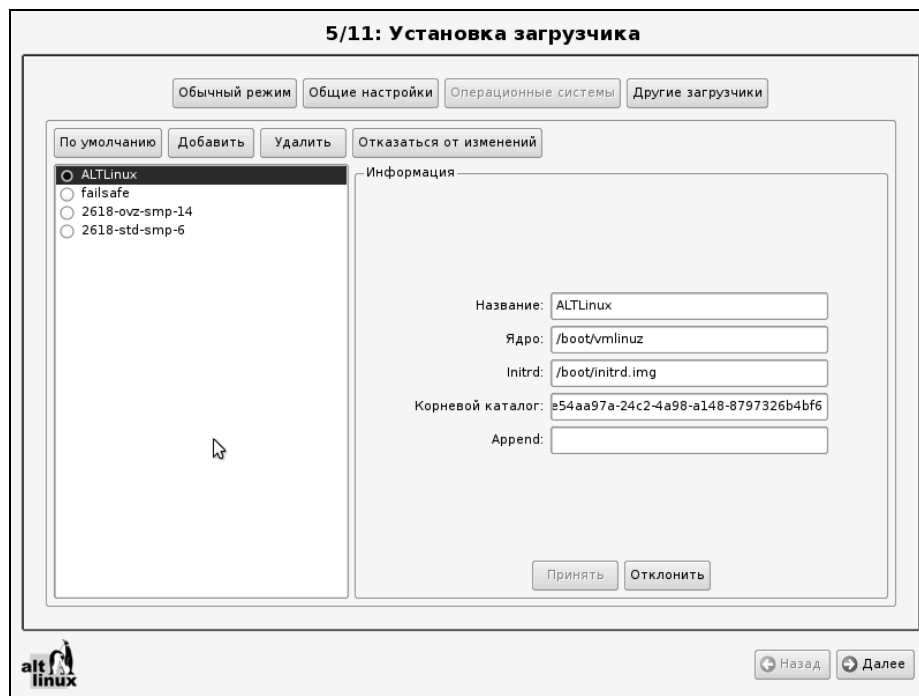 5/11: Установка загрузчика
Обычный режим Общие настройки Операционные системы Другие загрузчики
По умолчанию Добавить Удалить Отказаться от изменений
ALTLinux
failsafe
2618-ovz-smp-14
2618-std-smp-6
Информация
Название: ALTLinux
Ядро: /boot/vmlinuz
Initrd: /boot/initrd.img
Корневой каталог: e54aa97a-24c2-4a98-a148-8797326b4bf6
Append:
Принять Отклонить
alt
linux
Назад Далее